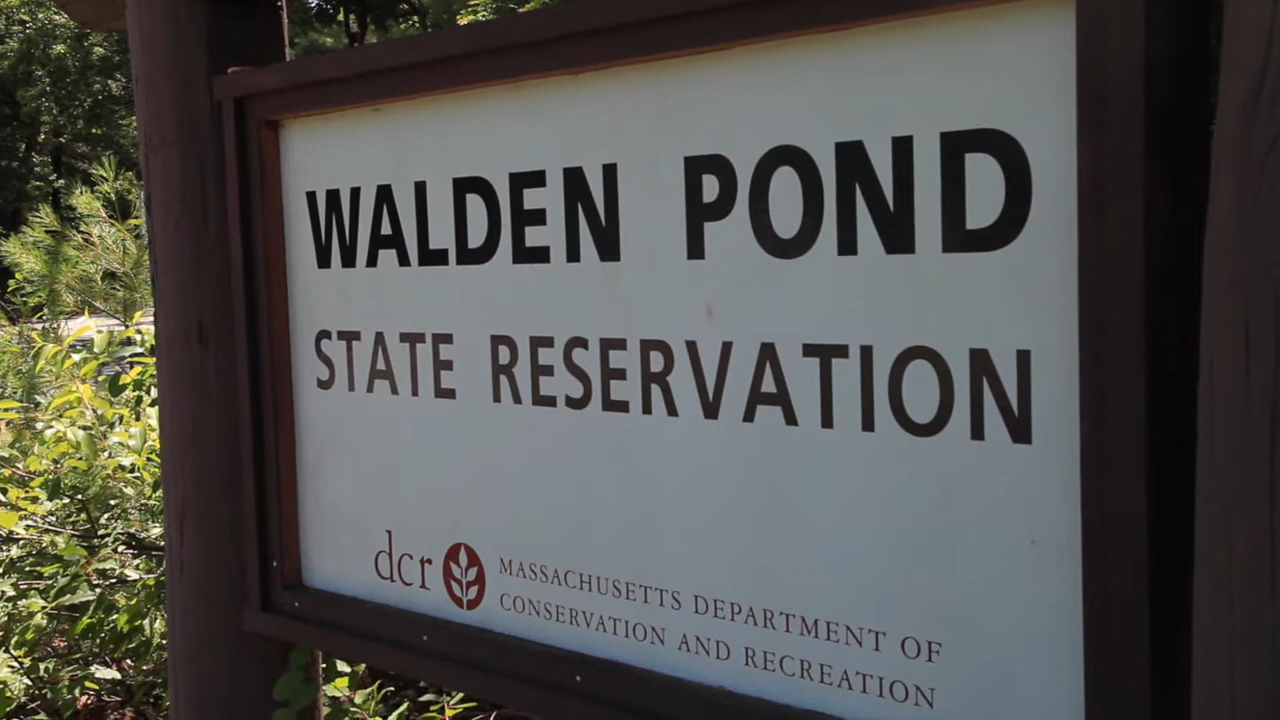 WALDEN POND
STATE RESERVATION
dcr
MASSACHUSETTS DEPARTMENT OF
CONSERVATION AND RECREATION